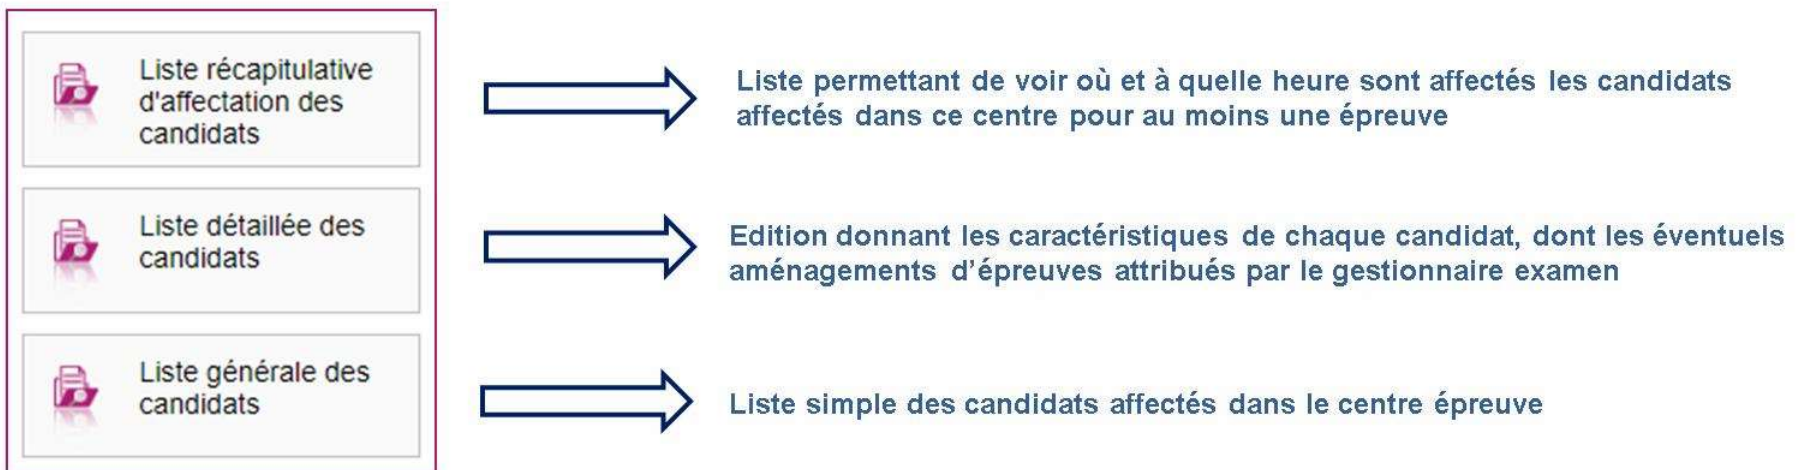 Liste récapitulative
d'affectation des
candidats
Liste permettant de voir où et à quelle heure sont affectés les candidats
affectés dans ce centre pour au moins une épreuve
Liste détaillée des
candidats
Edition donnant les caractéristiques de chaque candidat, dont les éventuels
aménagements d'épreuves attribués par le gestionnaire examen
Liste générale des
candidats
Liste simple des candidats affectés dans le centre épreuve